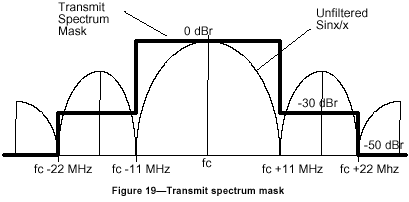 Transmit
Spectrum
Mask
Unfiltered
Sinx/x
0 dBr
-30 dBr
-50 dBr
fc -22 MHz
fc -11 MHz
fc
fc +11 MHz
fc +22 Mhz
Figure 19—Transmit spectrum mask